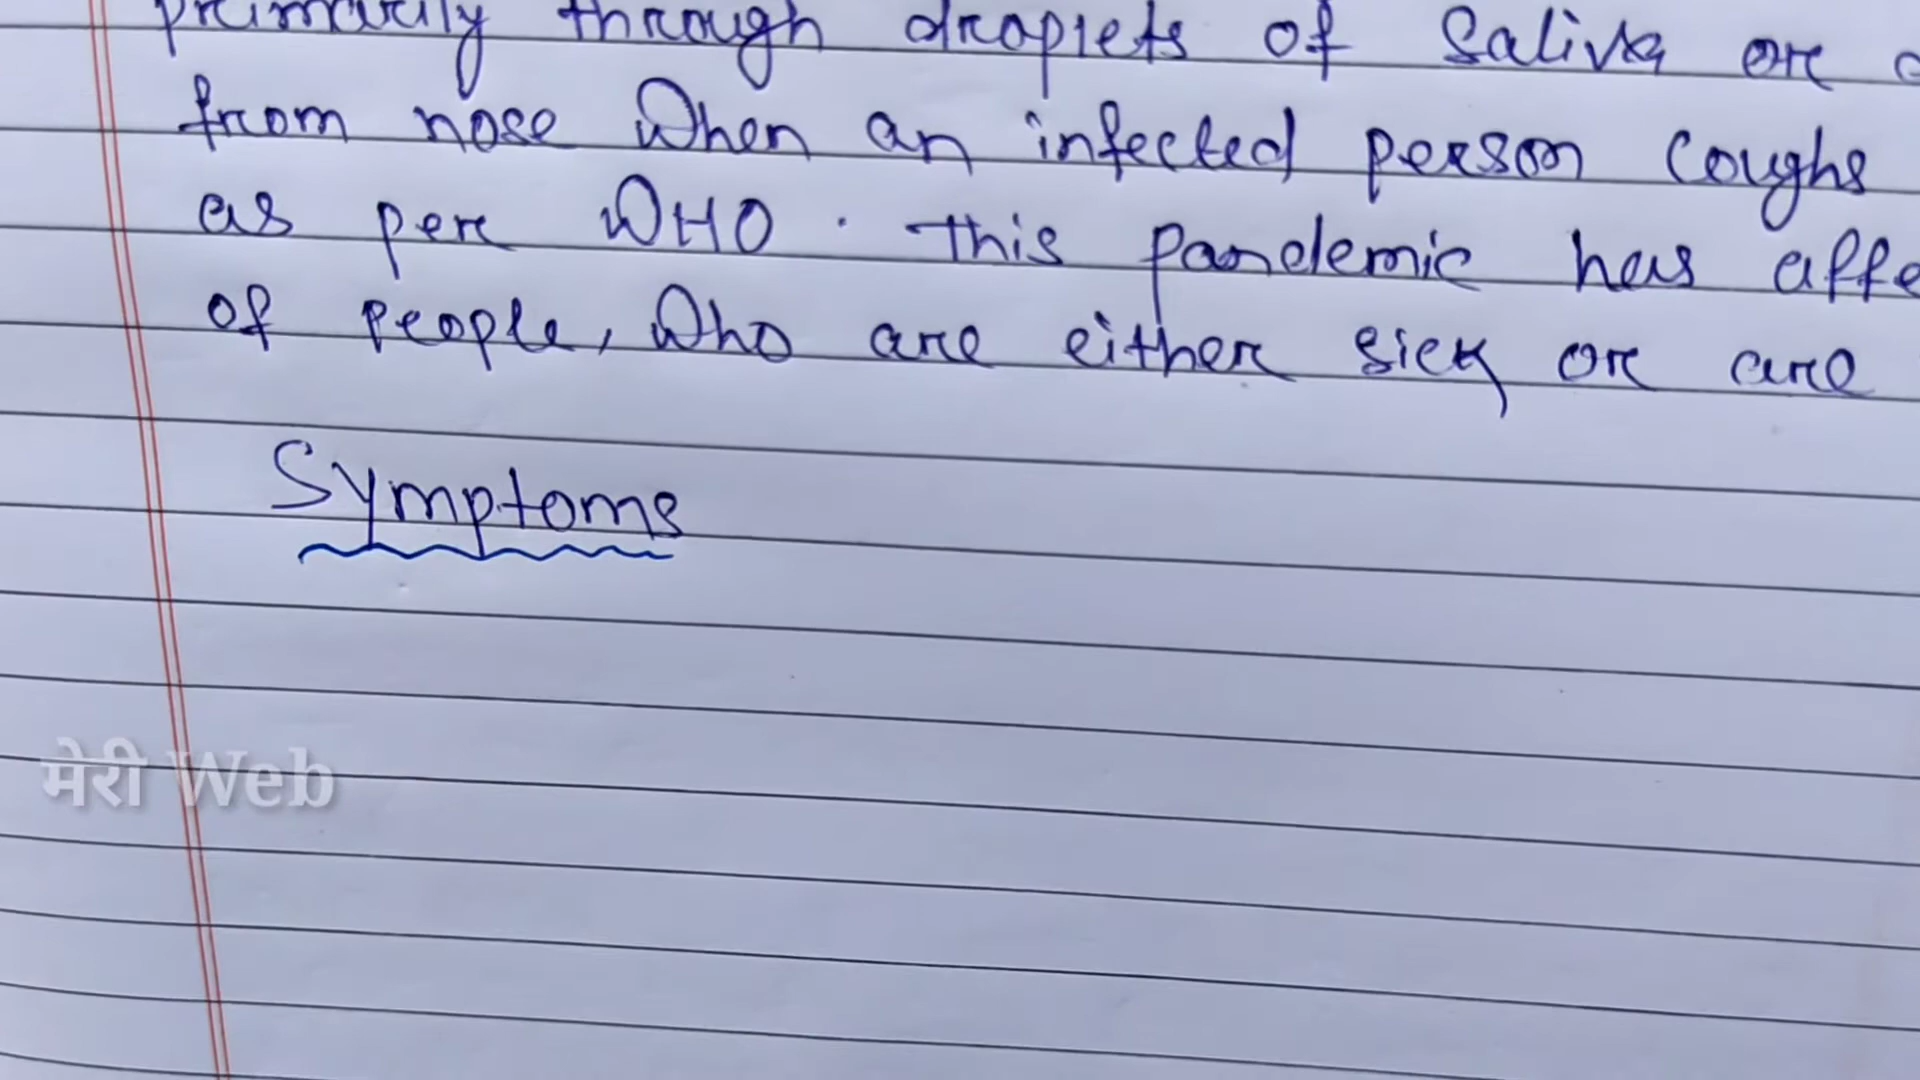 primarily through droplets of Saliva or
from nose When an infected person Coughs
as per WHO. This pandemic has
of people, Who are either sick or are
Symptoms
मेरी Web